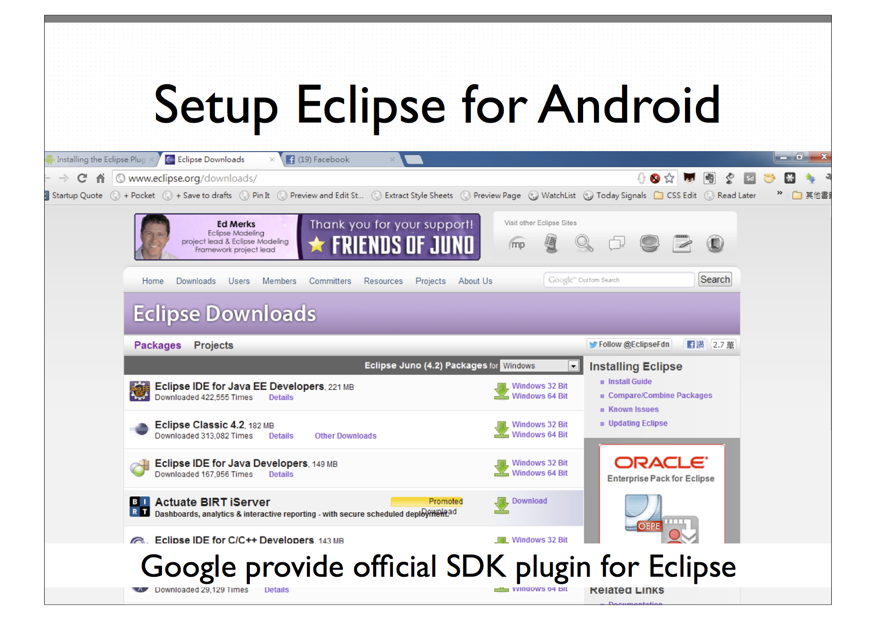 Setup Eclipse for Android
Installing the Eclipse Plug
Eclipse Downloads
(19) Facebook
www.eclipse.org/downloads/
Startup Quote
+ Pocket
+ Save to drafts
Pin It
Preview and Edit St...
Extract Style Sheets
Preview Page
WatchList
Today Signals
CSS Edit
Read Later
»
其他書
Ed Merks
Eclipse Modeling
project lead & Eclipse Modeling
Framework project lead
Thank you for your support!!
FRIENDS OF JUNO
Visit other Eclipse Sites
mp
Home Downloads Users Members Committers Resources Projects About Us
Google™ Custom Search
Search
Eclipse Downloads
Packages Projects
Follow @EclipseFdn
讚
2.7 萬
Eclipse Juno (4.2) Packages for Windows
Eclipse IDE for Java EE Developers, 221 MB
Downloaded 422,555 Times Details
Windows 32 Bit
Windows 64 Bit
Eclipse Classic 4.2, 182 MB
Downloaded 313,082 Times Details Other Downloads
Windows 32 Bit
Windows 64 Bit
Eclipse IDE for Java Developers, 149 MB
Downloaded 167,956 Times Details
Windows 32 Bit
Windows 64 Bit
BIRT
Actuate BIRT iServer
Promoted
Download
Dashboards, analytics & interactive reporting - with secure scheduled deployment.
Download
Eclipse IDE for C/C++ Developers, 143 MB
Windows 32 Bit
Installing Eclipse
Install Guide
Compare/Combine Packages
Known Issues
Updating Eclipse
ORACLE
Enterprise Pack for Eclipse
OEPE
Google provide official SDK plugin for Eclipse
Downloaded 29,129 Times Details
Windows 64 Bit
Related Links
Documentation